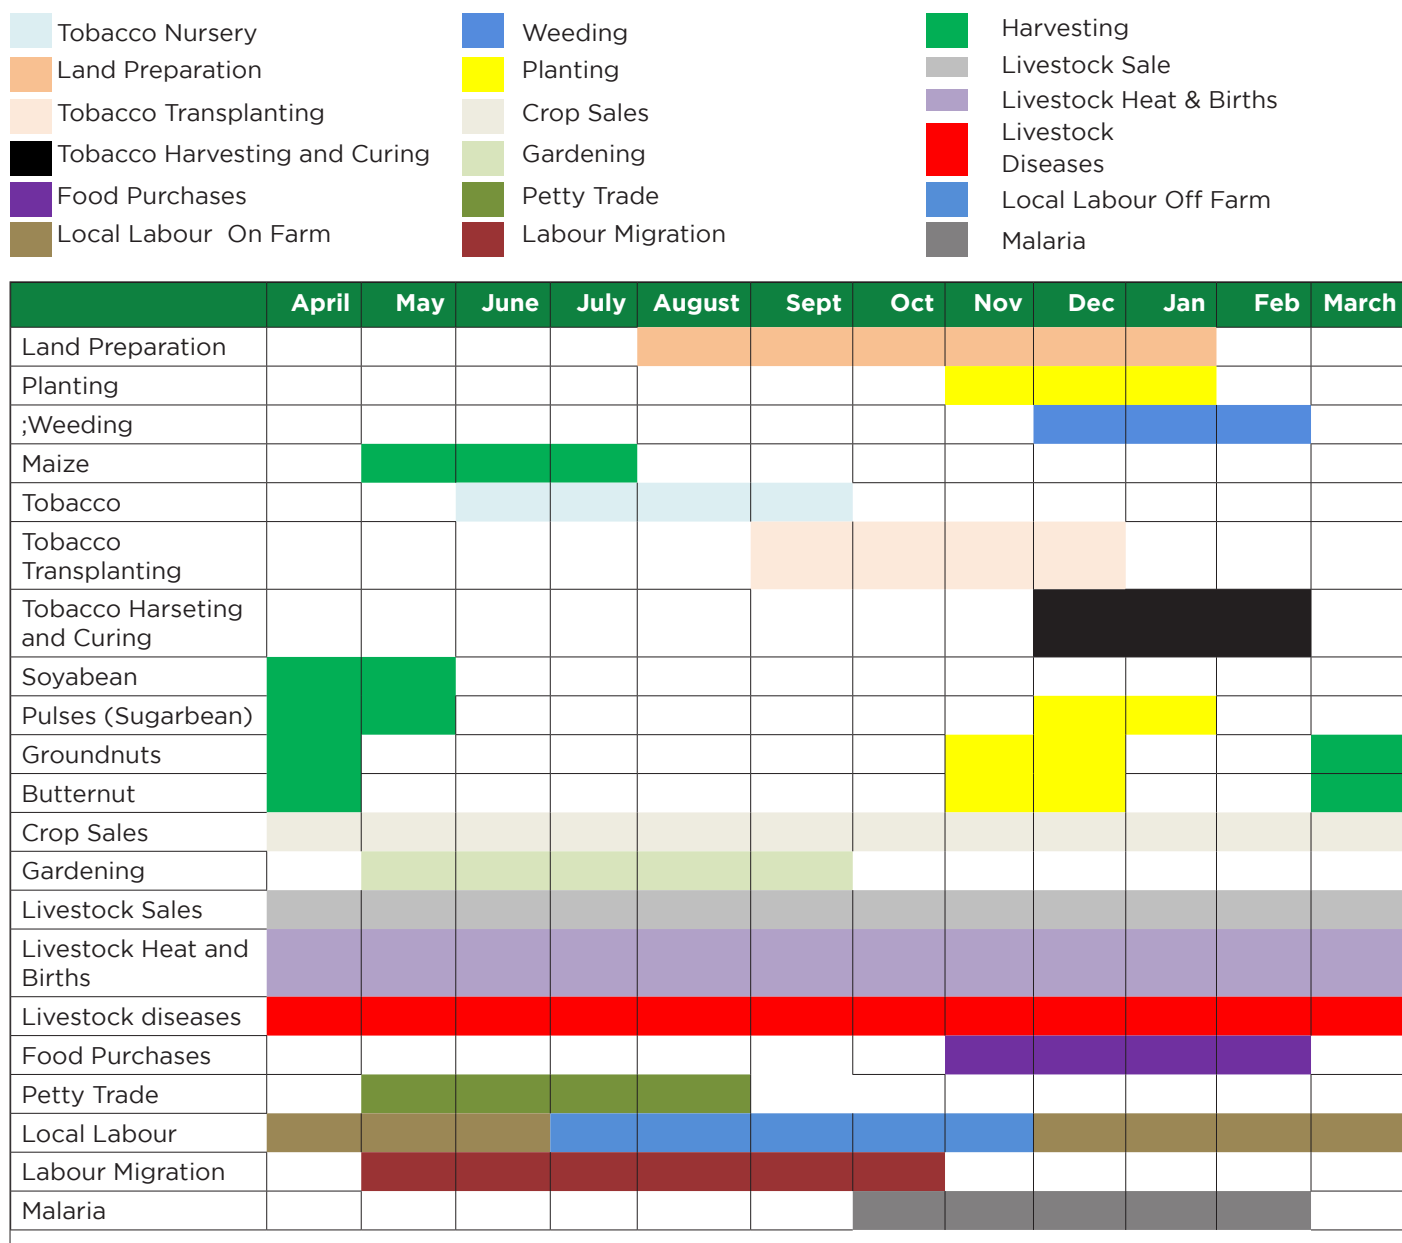 Tobacco Nursery
Land Preparation
Tobacco Transplanting
Tobacco Harvesting and Curing
Food Purchases
Local Labour On Farm
Weeding
Planting
Crop Sales
Gardening
Petty Trade
Labour Migration
Harvesting
Livestock Sale
Livestock Heat & Births
Livestock
Diseases
Local Labour Off Farm
Malaria
April May June July August Sept Oct Nov Dec Jan Feb March
Land Preparation
Planting
;Weeding
Maize
Tobacco
Tobacco
Transplanting
Tobacco Harseting
and Curing
Soyabean
Pulses (Sugarbean)
Groundnuts
Butternut
Crop Sales
Gardening
Livestock Sales
Livestock Heat and
Births
Livestock diseases
Food Purchases
Petty Trade
Local Labour
Labour Migration
Malaria